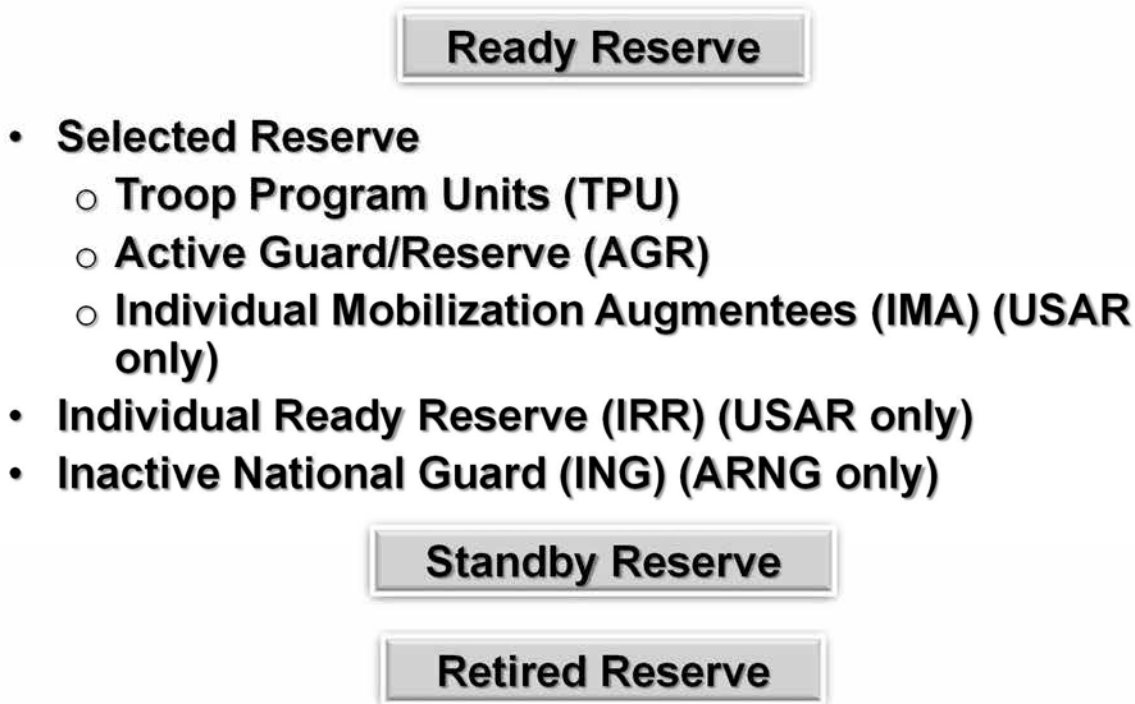 Ready Reserve
• Selected Reserve
o Troop Program Units (TPU)
o Active Guard/Reserve (AGR)
o Individual Mobilization Augmentees (IMA) (USAR
only)
• Individual Ready Reserve (IRR) (USAR only)
• Inactive National Guard (ING) (ARNG only)
Standby Reserve
Retired Reserve